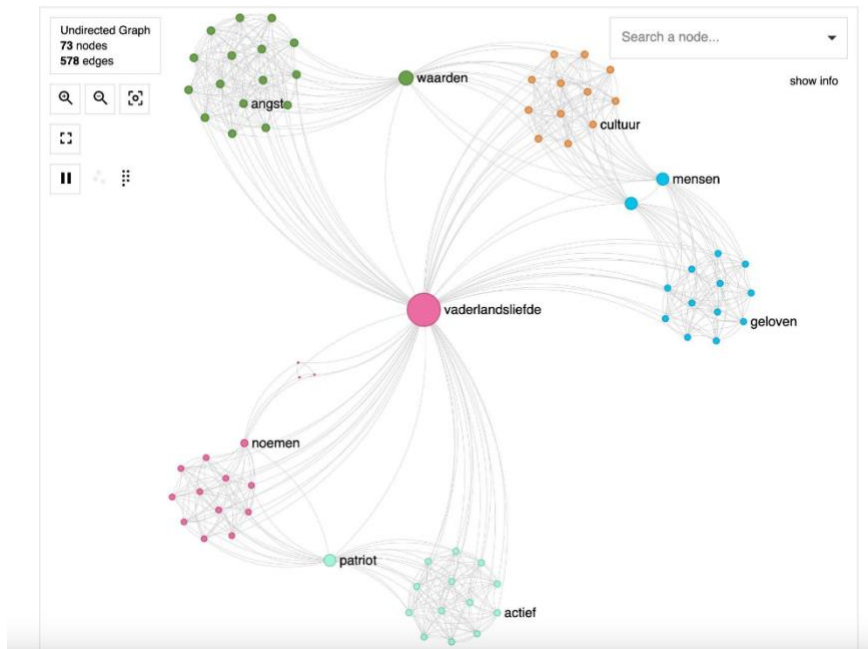 Undirected Graph
73 nodes
578 edges
Search a node...
show info
waarden
angst
cultuur
mensen
vaderlandsliefde
geloven
noemen
patriot
actief